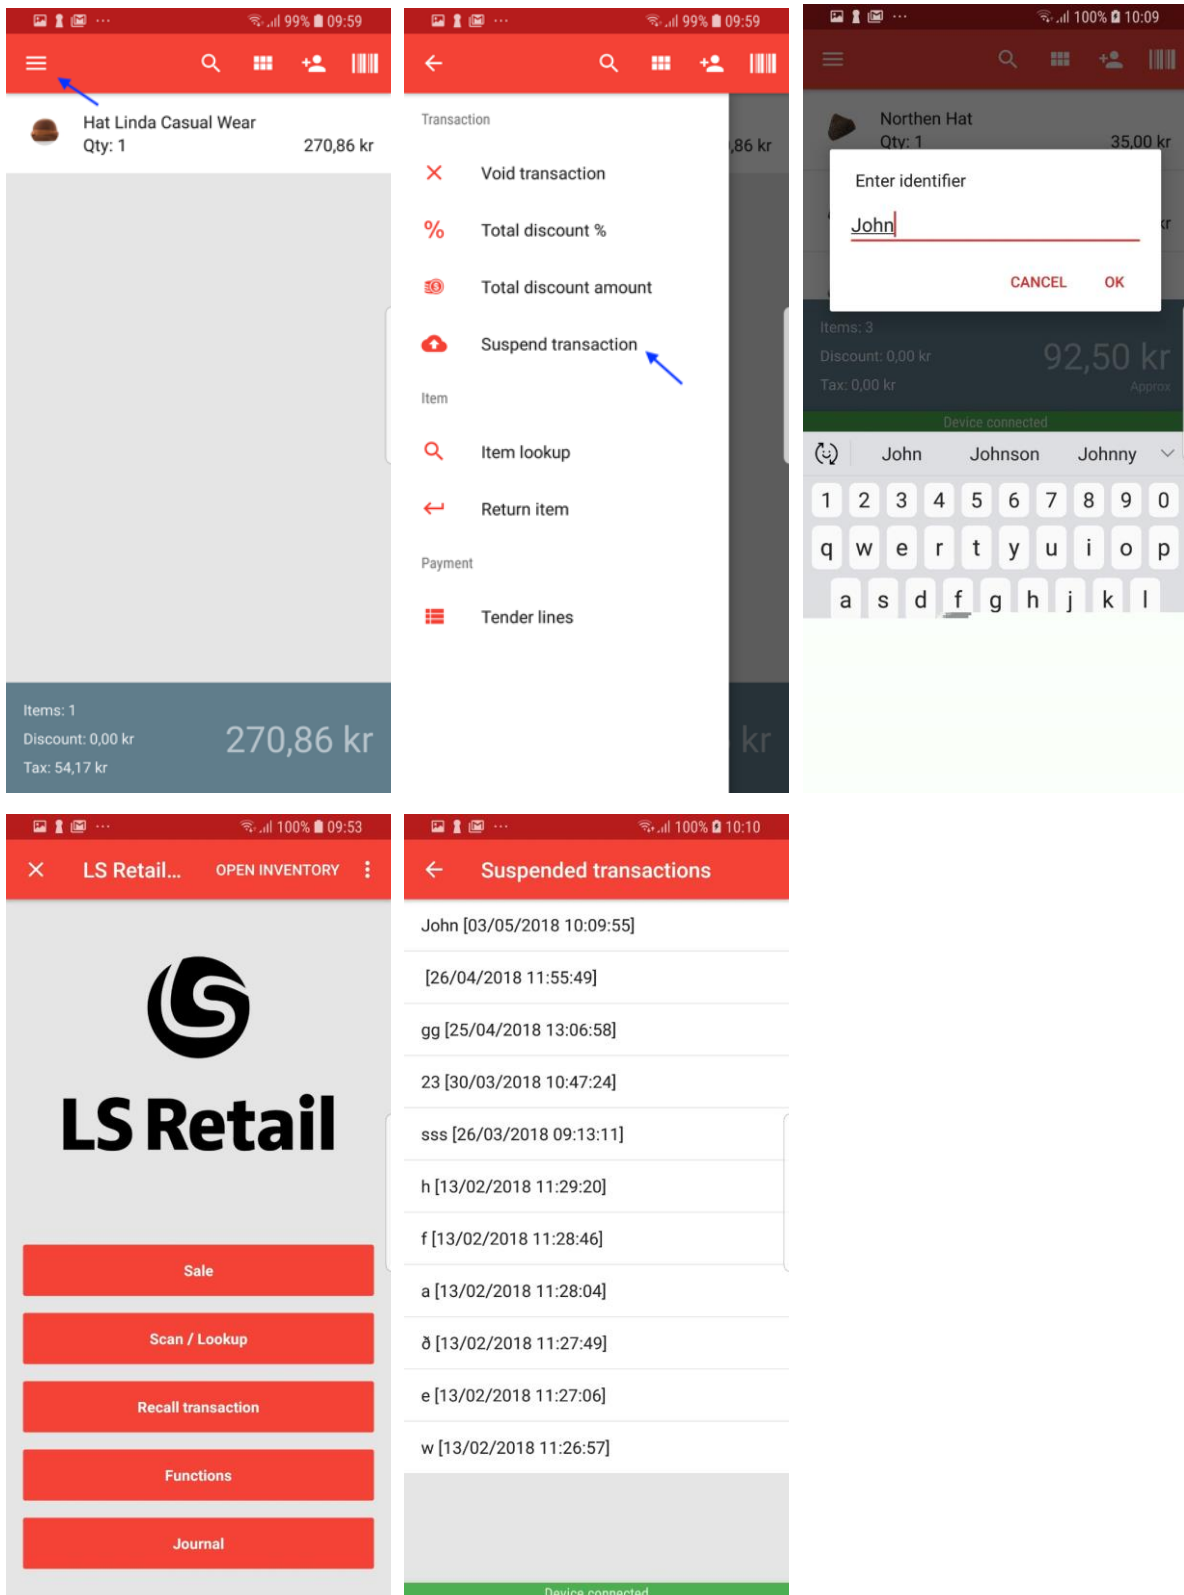 99% 09:59
Hat Linda Casual Wear
Qty: 1 270,86 kr
Items: 1
Discount: 0,00 kr
Tax: 54,17 kr
270,86 kr
99% 09:59
Transaction
,86 kr
Void transaction
% Total discount %
Total discount amount
Suspend transaction
Item
Item lookup
Return item
Payment
Tender lines
kr
100% 10:09
Northen Hat
Qty: 1 35,00 kr
Enter identifier
John
kr
CANCEL OK
Items: 3
Discount: 0,00 kr
Tax: 0,00 kr
92,50 kr
Approx
Device connected
John Johnson Johnny
1 2 3 4 5 6 7 8 9 0
q w e r t y u i o p
a s d f g h j k l
100% 09:53
LS Retail... OPEN INVENTORY
LS Retail
Sale
Scan / Lookup
Recall transaction
Functions
Journal
100% 10:10
Suspended transactions
John [03/05/2018 10:09:55]
[26/04/2018 11:55:49]
gg [25/04/2018 13:06:58]
23 [30/03/2018 10:47:24]
sss [26/03/2018 09:13:11]
h [13/02/2018 11:29:20]
f [13/02/2018 11:28:46]
a [13/02/2018 11:28:04]
ð [13/02/2018 11:27:49]
e [13/02/2018 11:27:06]
w [13/02/2018 11:26:57]
Device connected